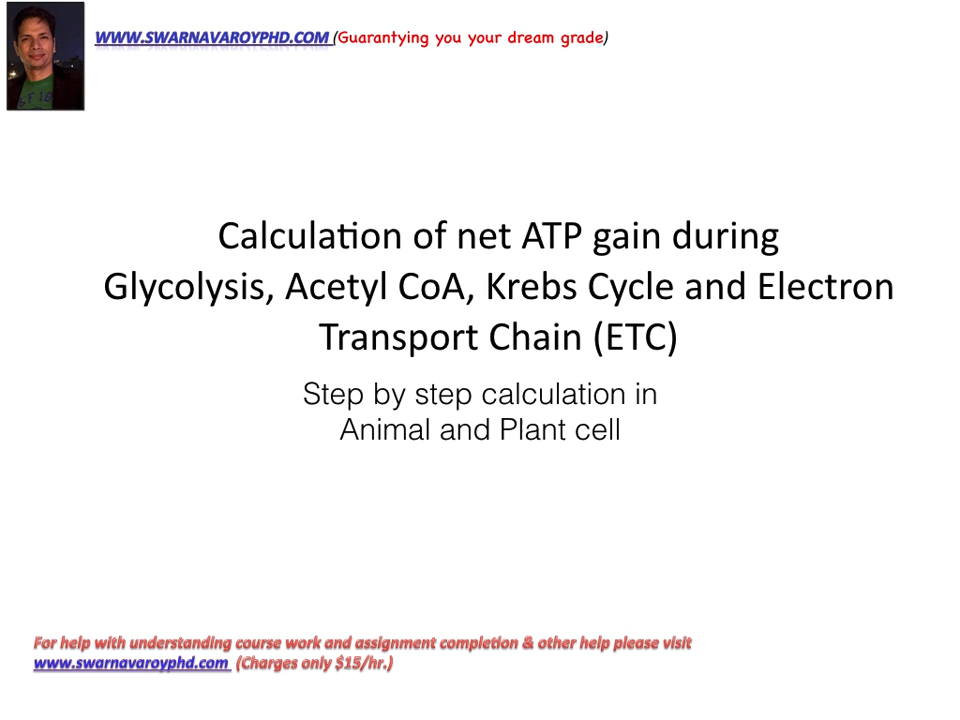 WWW.SWARNAVAROYPHD.COM (Guarantying you your dream grade)
Calculation of net ATP gain during
Glycolysis, Acetyl CoA, Krebs Cycle and Electron
Transport Chain (ETC)
Step by step calculation in
Animal and Plant cell
For help with understanding course work and assignment completion & other help please visit
www.swarnavaroyphd.com (Charges only $15/hr.)